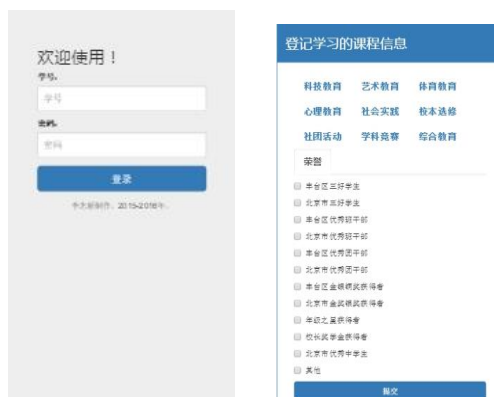 欢迎使用！
学号。
学号
密码。
密码
登录
2015-2016年。
登记学习的课程信息
科技教育 艺术教育 体育教育
心理教育 社会实践 校本选修
社团活动 学科竞赛 综合教育
荣誉
丰台区三好学生
北京市三好学生
丰台区优秀班干部
北京市优秀班干部
丰台区优秀团干部
北京市优秀团干部
丰台区金鹏领奖获得者
北京市金鹏领奖获得者
年级之星获得者
校长奖学金获得者
北京市优秀中学生
其他
提交